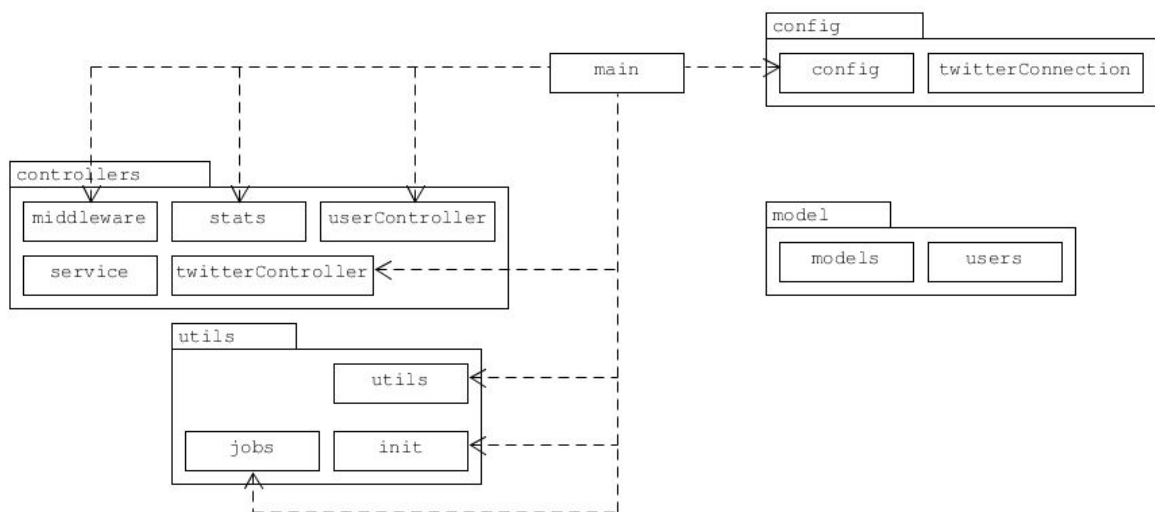 config
main
config
twitterConnection
controllers
middleware
stats
userController
model
service
twitterController
models
users
utils
utils
jobs
init